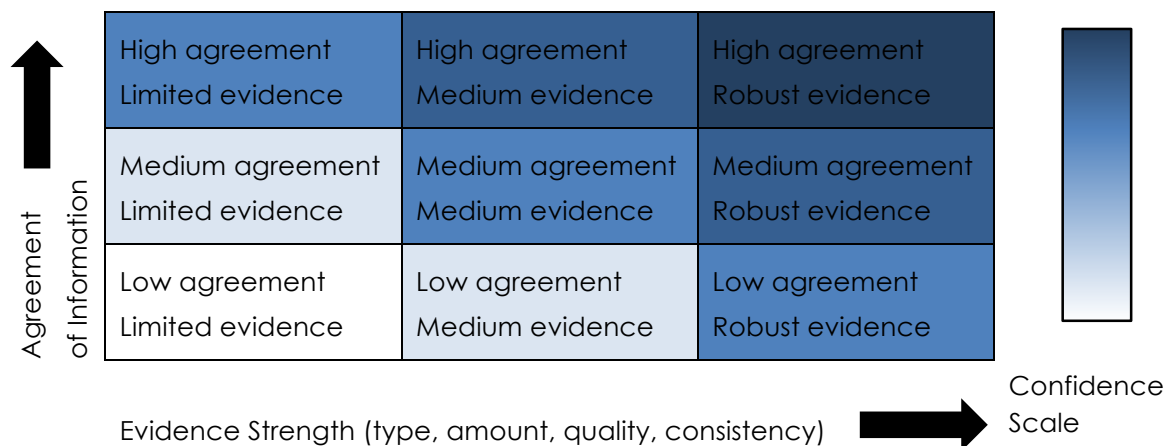 High agreement
Limited evidence
High agreement
Medium evidence
High agreement
Robust evidence
Medium agreement
Limited evidence
Medium agreement
Medium evidence
Medium agreement
Robust evidence
Low agreement
Limited evidence
Low agreement
Medium evidence
Low agreement
Robust evidence
Agreement
of Information
Evidence Strength (type, amount, quality, consistency)
Confidence
Scale